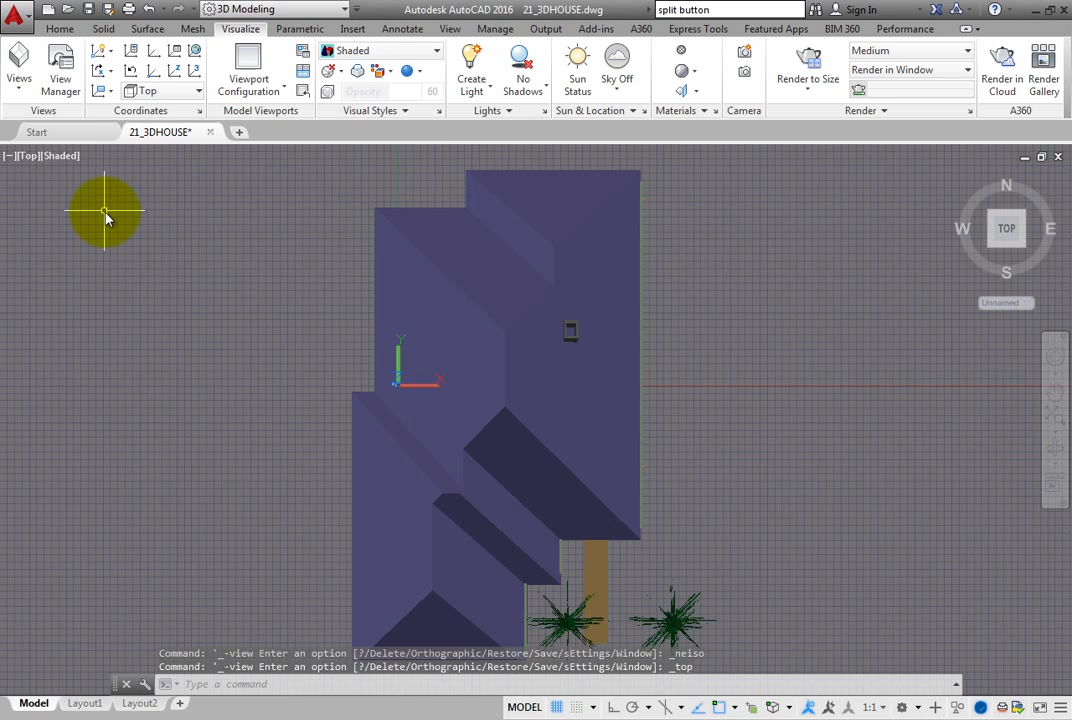 3D Modeling
Autodesk AutoCAD 2016 21_3DHOUSE.dwg
split button
Sign In
Home Solid Surface Mesh Visualize Parametric Insert Annotate View Manage Output Add-ins A360 Express Tools Featured Apps BIM 360 Performance
Shaded
Medium
Views
View
Manager
Top
Viewport
Configuration
Opacity 60
Create
Light
No
Shadows
Sun
Status
Sky Off
Render to Size
Render in Window
Render in
Cloud
Render
Gallery
Views Coordinates Model Viewports Visual Styles Lights Sun & Location Materials Camera Render A360
Start 21_3DHOUSE*
[−][Top][Shaded]
N
W TOP E
S
Unnamed
Y
X
Command: '_-view Enter an option [?/Delete/Orthographic/Restore/Save/sEttings/Window]: _neiso
Command: '_-view Enter an option [?/Delete/Orthographic/Restore/Save/sEttings/Window]: _top
Type a command
Model Layout1 Layout2
MODEL 1:1